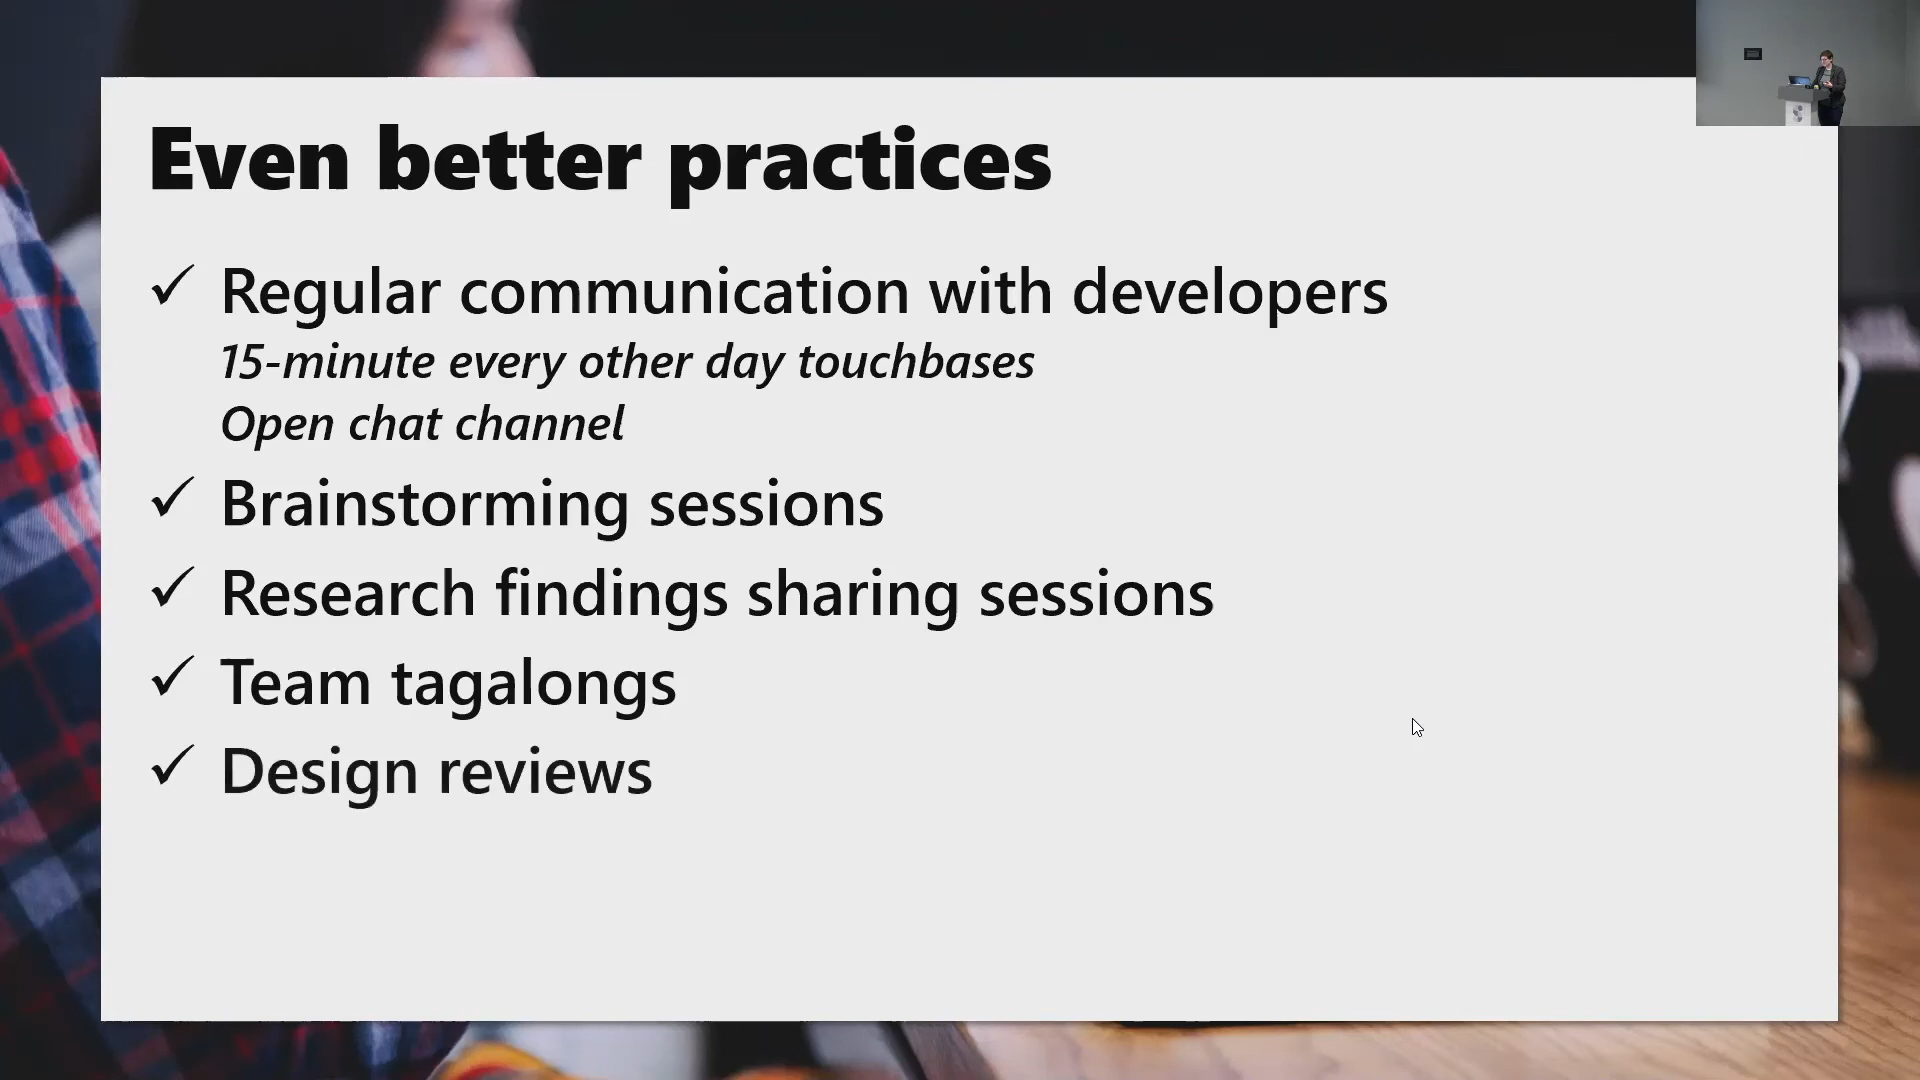 Even better practices
✓ Regular communication with developers
15-minute every other day touchbases
Open chat channel
✓ Brainstorming sessions
✓ Research findings sharing sessions
✓ Team tagalongs
✓ Design reviews